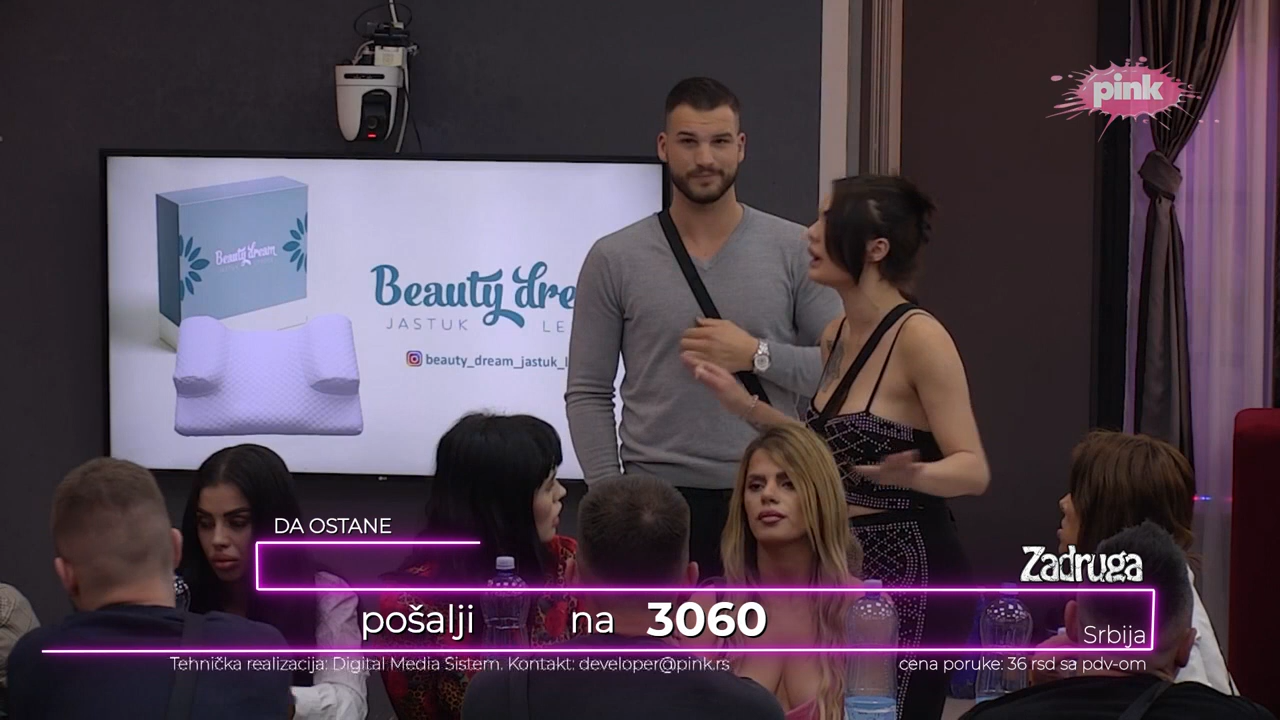 pink
Beauty dream
Beauty dre
JASTUK LE
beauty_dream_jastuk_l
DA OSTANE
Zadruga
pošalji na 3060
Srbija
Tehnička realizacija: Digital Media Sistem. Kontakt: developer@pink.rs
cena poruke: 36 rsd sa pdv-om